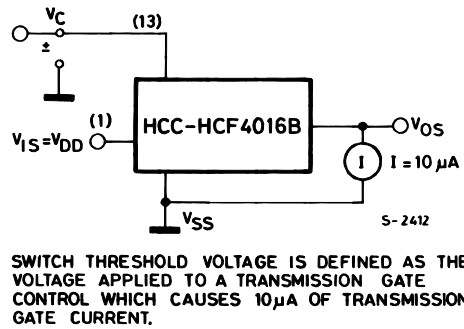 VC
(13)
±
HCC-HCF4016B
(1)
VIS=VDD
VOS
I
I=10µA
VSS
S-2412
SWITCH THRESHOLD VOLTAGE IS DEFINED AS THE
VOLTAGE APPLIED TO A TRANSMISSION GATE
CONTROL WHICH CAUSES 10µA OF TRANSMISSION
GATE CURRENT.